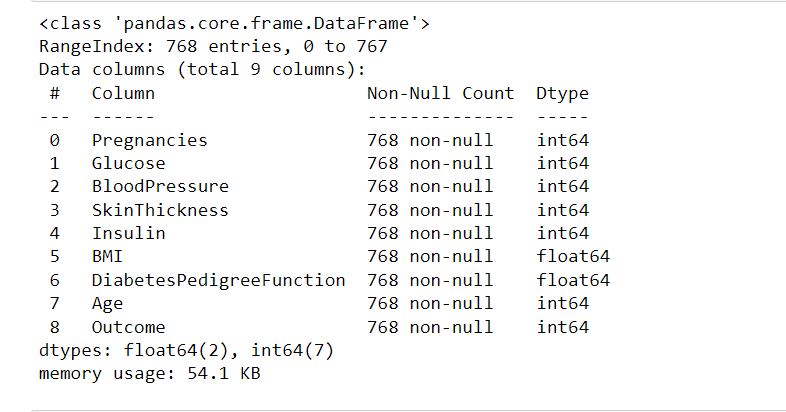 <class 'pandas.core.frame.DataFrame'>
RangeIndex: 768 entries, 0 to 767
Data columns (total 9 columns):
 #   Column                    Non-Null Count  Dtype
---  ------                    --------------  -----
 0   Pregnancies               768 non-null    int64
 1   Glucose                   768 non-null    int64
 2   BloodPressure             768 non-null    int64
 3   SkinThickness             768 non-null    int64
 4   Insulin                   768 non-null    int64
 5   BMI                       768 non-null    float64
 6   DiabetesPedigreeFunction  768 non-null    float64
 7   Age                       768 non-null    int64
 8   Outcome                   768 non-null    int64
dtypes: float64(2), int64(7)
memory usage: 54.1 KB